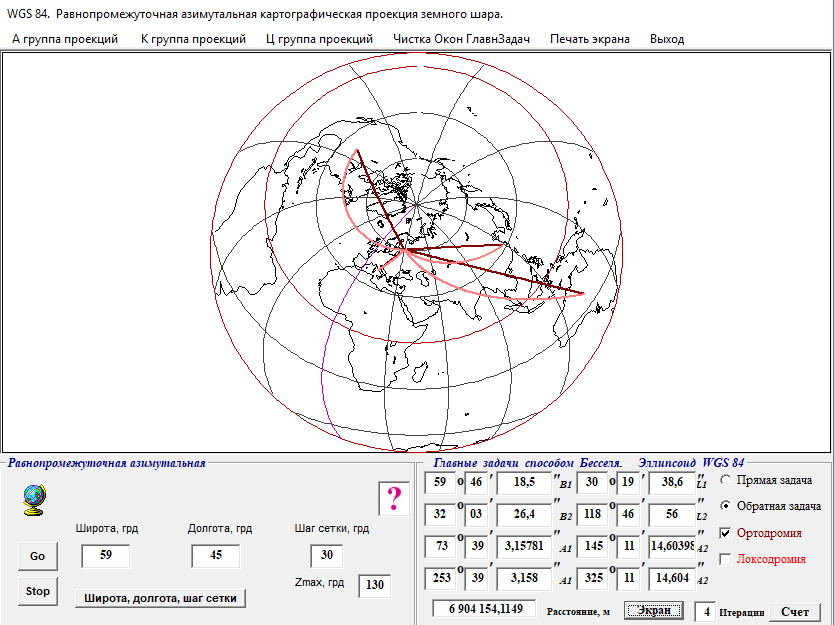 WGS 84. Равнопромежуточная азимутальная картографическая проекция земного шара.
А группа проекций К группа проекций Ц группа проекций Чистка Окон ГлавнЗадач Печать экрана Выход
Равнопромежуточная азимутальная
?
Широта, грд Долгота, грд Шаг сетки, грд
Go 59 45 30
Zmax, грд 130
Stop Широта, долгота, шаг сетки
Главные задачи способом Бесселя. Эллипсоид WGS 84
59 o 46 ' 18,5 " B1 30 o 19 ' 38,6 " L1 Прямая задача
32 o 03 ' 26,4 " B2 118 o 46 ' 56 " L2 Обратная задача
73 o 39 ' 3,15781 " A1 145 o 11 ' 14,60398 " A2 Ортодромия
253 o 39 ' 3,158 " A1 325 o 11 ' 14,604 " A2 Локсодромия
6 904 154,1149 Расстояние, м Экран 4 Итерации Счет